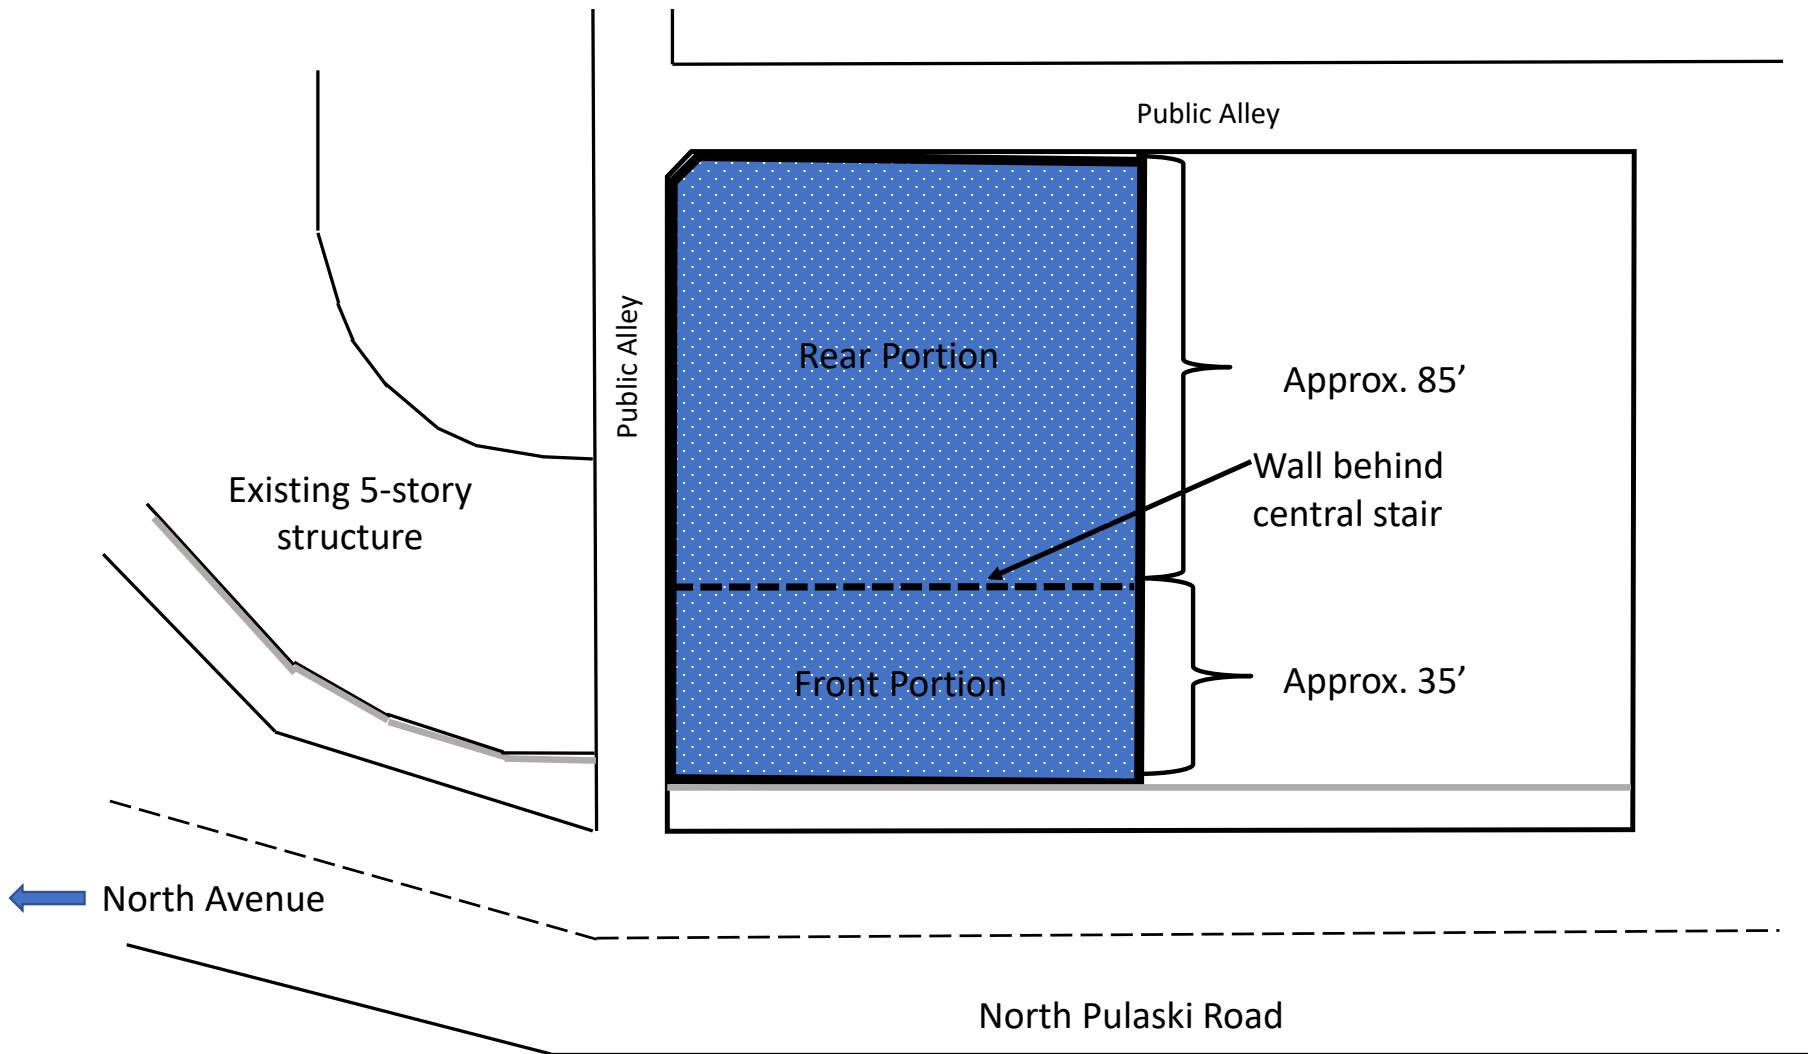 Public Alley
Public Alley
Rear Portion
Approx. 85’
Wall behind
central stair
Existing 5-story
structure
Front Portion
Approx. 35’
North Avenue
North Pulaski Road